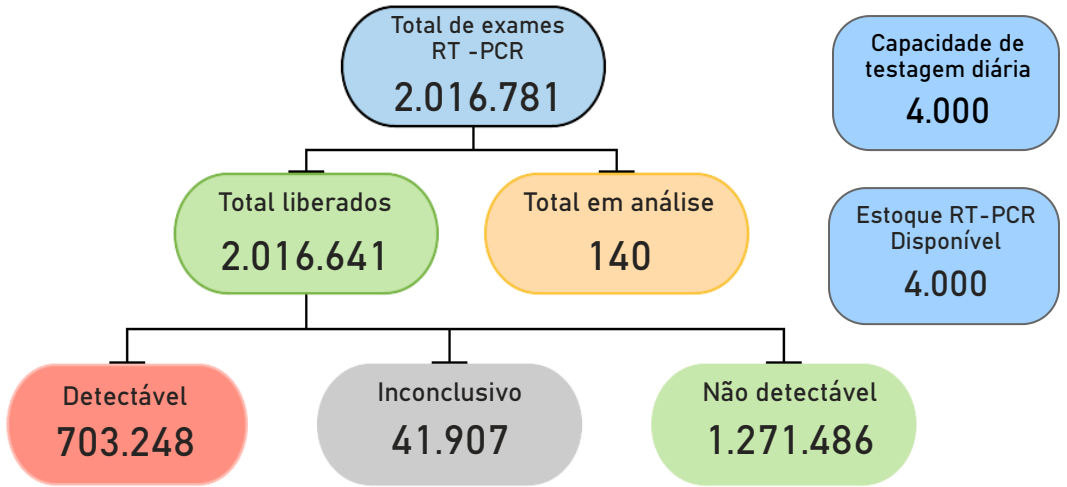 Total de exames
RT -PCR
2.016.781
Capacidade de
testagem diária
4.000
Total liberados
2.016.641
Total em análise
140
Estoque RT-PCR
Disponível
4.000
Detectável
703.248
Inconclusivo
41.907
Não detectável
1.271.486